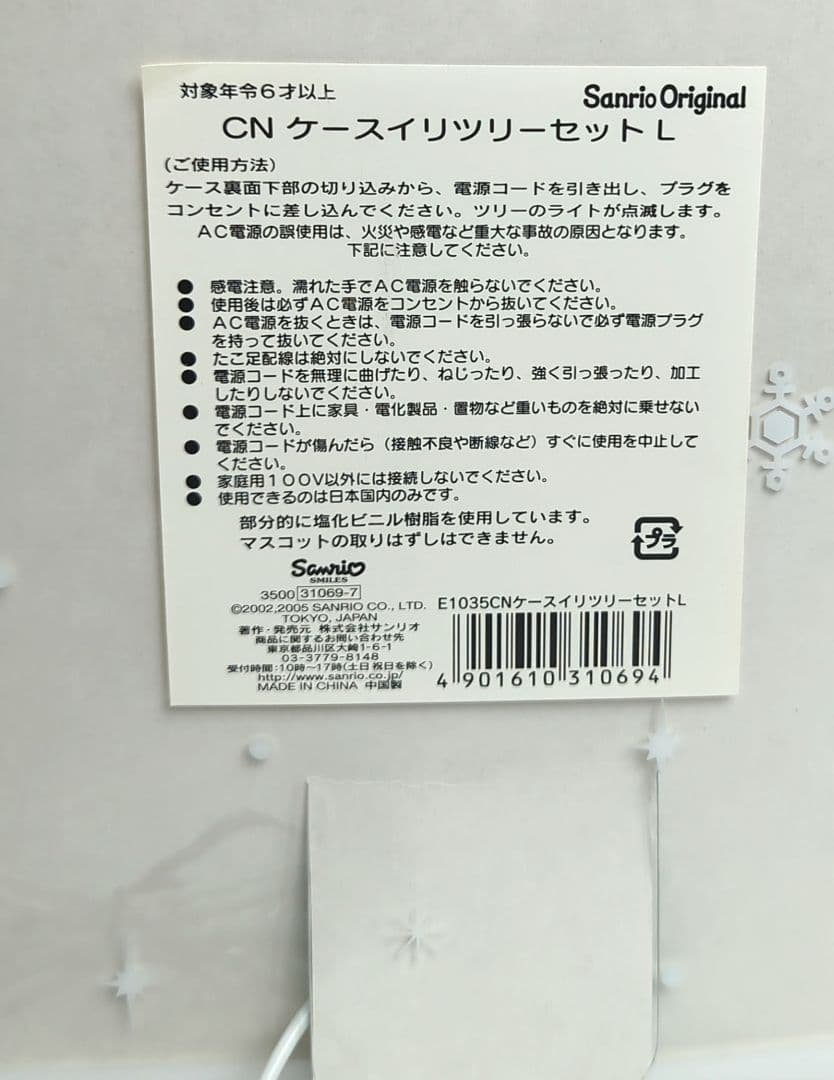 対象年令6才以上
Sanrio Original
CN ケースイリツリーセット L
(ご使用方法)
ケース裏面下部の切り込みから、電源コードを引き出し、プラグを
コンセントに差し込んでください。ツリーのライトが点滅します。
AC電源の誤使用は、火災や感電など重大な事故の原因となります。
下記に注意してください。
● 感電注意。濡れた手でAC電源を触らないでください。
● 使用後は必ずAC電源をコンセントから抜いてください。
● AC電源を抜くときは、電源コードを引っ張らないで必ず電源プラグ
を持って抜いてください。
● たこ足配線は絶対にしないでください。
● 電源コードを無理に曲げたり、ねじったり、強く引っ張ったり、加工
したりしないでください。
● 電源コード上に家具・電化製品・置物など重いものを絶対に乗せない
でください。
● 電源コードが傷んだら(接触不良や断線など)すぐに使用を中止して
ください。
● 家庭用100V以外には接続しないでください。
● 使用できるのは日本国内のみです。
部分的に塩化ビニル樹脂を使用しています。
マスコットの取りはずしはできません。
プラ
Sanrio
SMILES
3500 31069-7
©2002,2005 SANRIO CO., LTD.
TOKYO, JAPAN
著作・発売元 株式会社サンリオ
商品に関するお問い合わせ先
東京都品川区大崎1-6-1
03-3779-8148
受付時間:10時~17時(土日祝日を除く)
http://www.sanrio.co.jp/
MADE IN CHINA 中国製
E1035CNケースイリツリーセットL
4 901610 310694